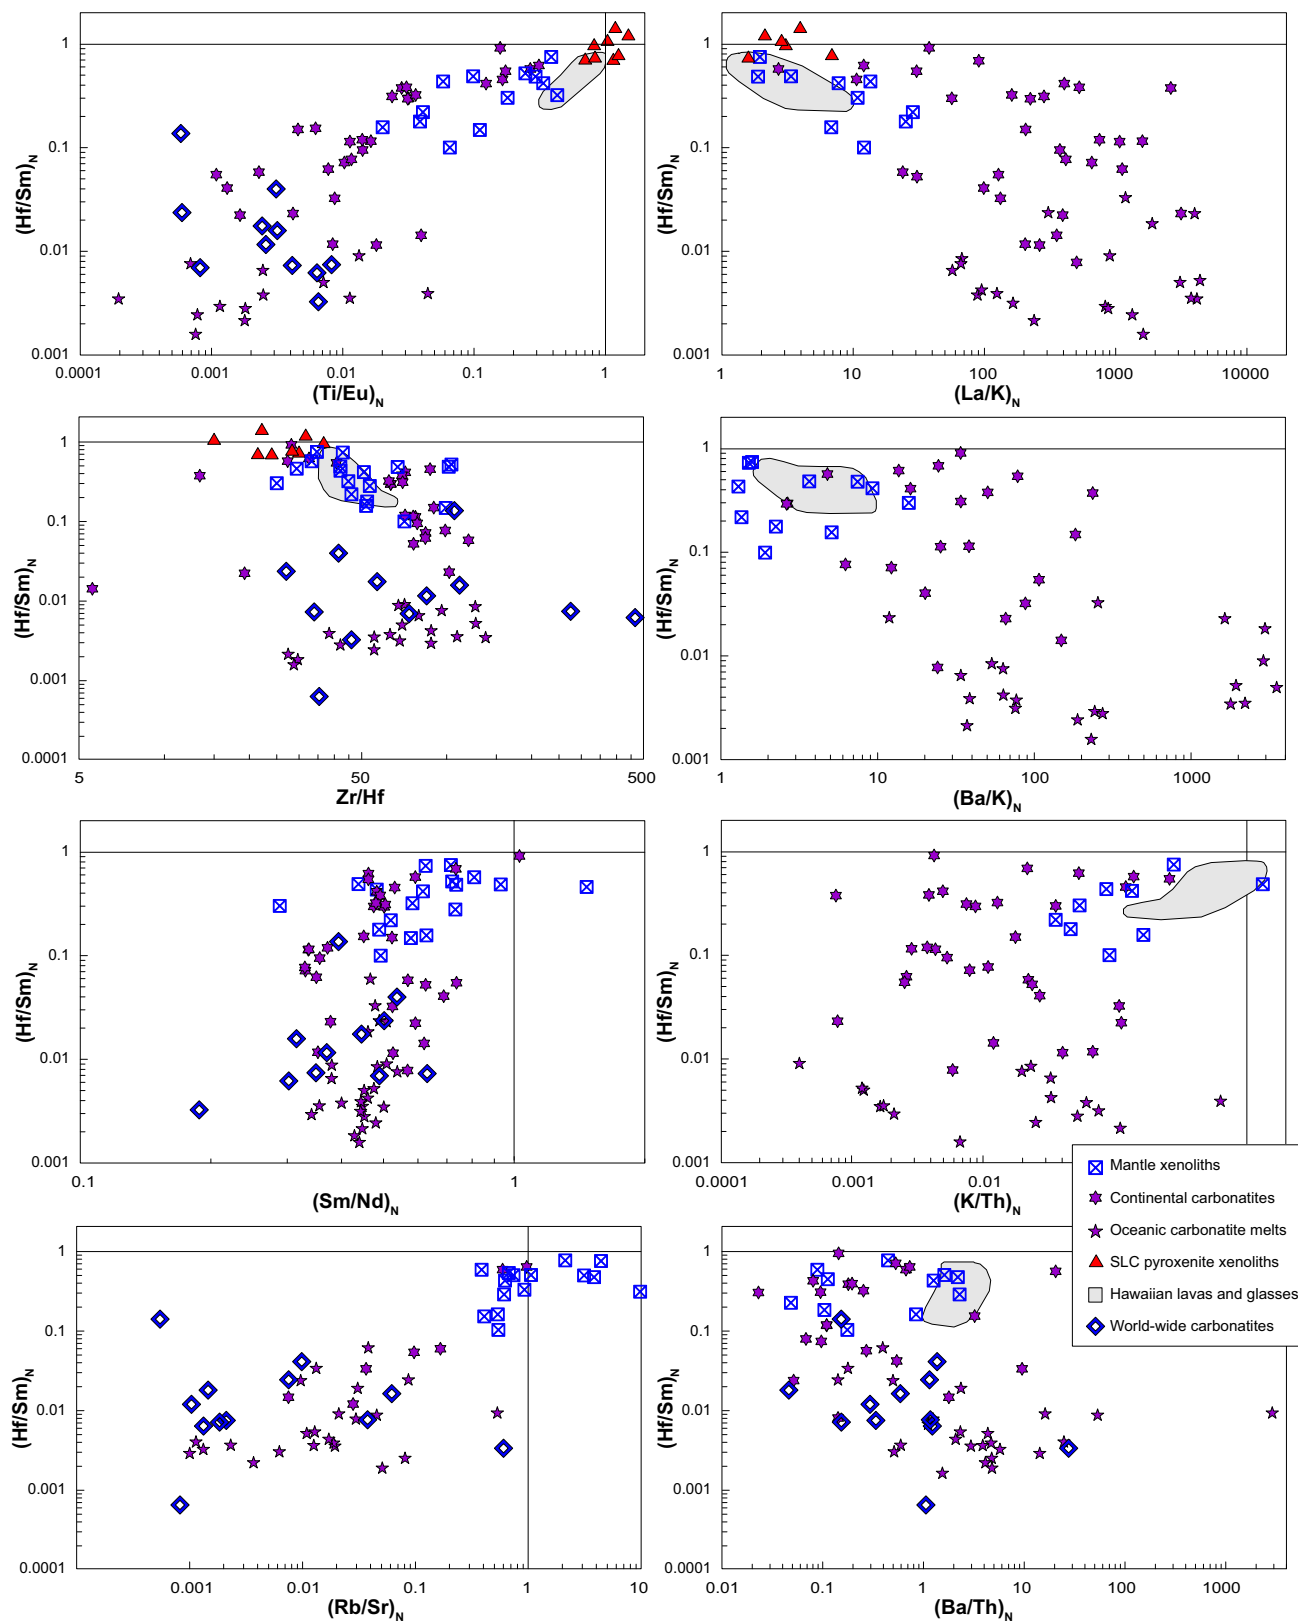 1
0.1
0.01
0.001
(Hf/Sm)N
0.0001 0.001 0.01 0.1 1
(Ti/Eu)N
1
0.1
0.01
0.001
(Hf/Sm)N
1 10 100 1000 10000
(La/K)N
1
0.1
0.01
0.001
0.0001
(Hf/Sm)N
5 50 500
Zr/Hf
1
0.1
0.01
0.001
(Hf/Sm)N
1 10 100 1000
(Ba/K)N
1
0.1
0.01
0.001
(Hf/Sm)N
0.1 1
(Sm/Nd)N
1
0.1
0.01
0.001
(Hf/Sm)N
0.0001 0.001 0.01
(K/Th)N
Mantle xenoliths
Continental carbonatites
Oceanic carbonatite melts
SLC pyroxenite xenoliths
Hawaiian lavas and glasses
World-wide carbonatites
1
0.1
0.01
0.001
0.0001
(Hf/Sm)N
0.001 0.01 0.1 1 10
(Rb/Sr)N
1
0.1
0.01
0.001
0.0001
(Hf/Sm)N
0.01 0.1 1 10 100 1000
(Ba/Th)N